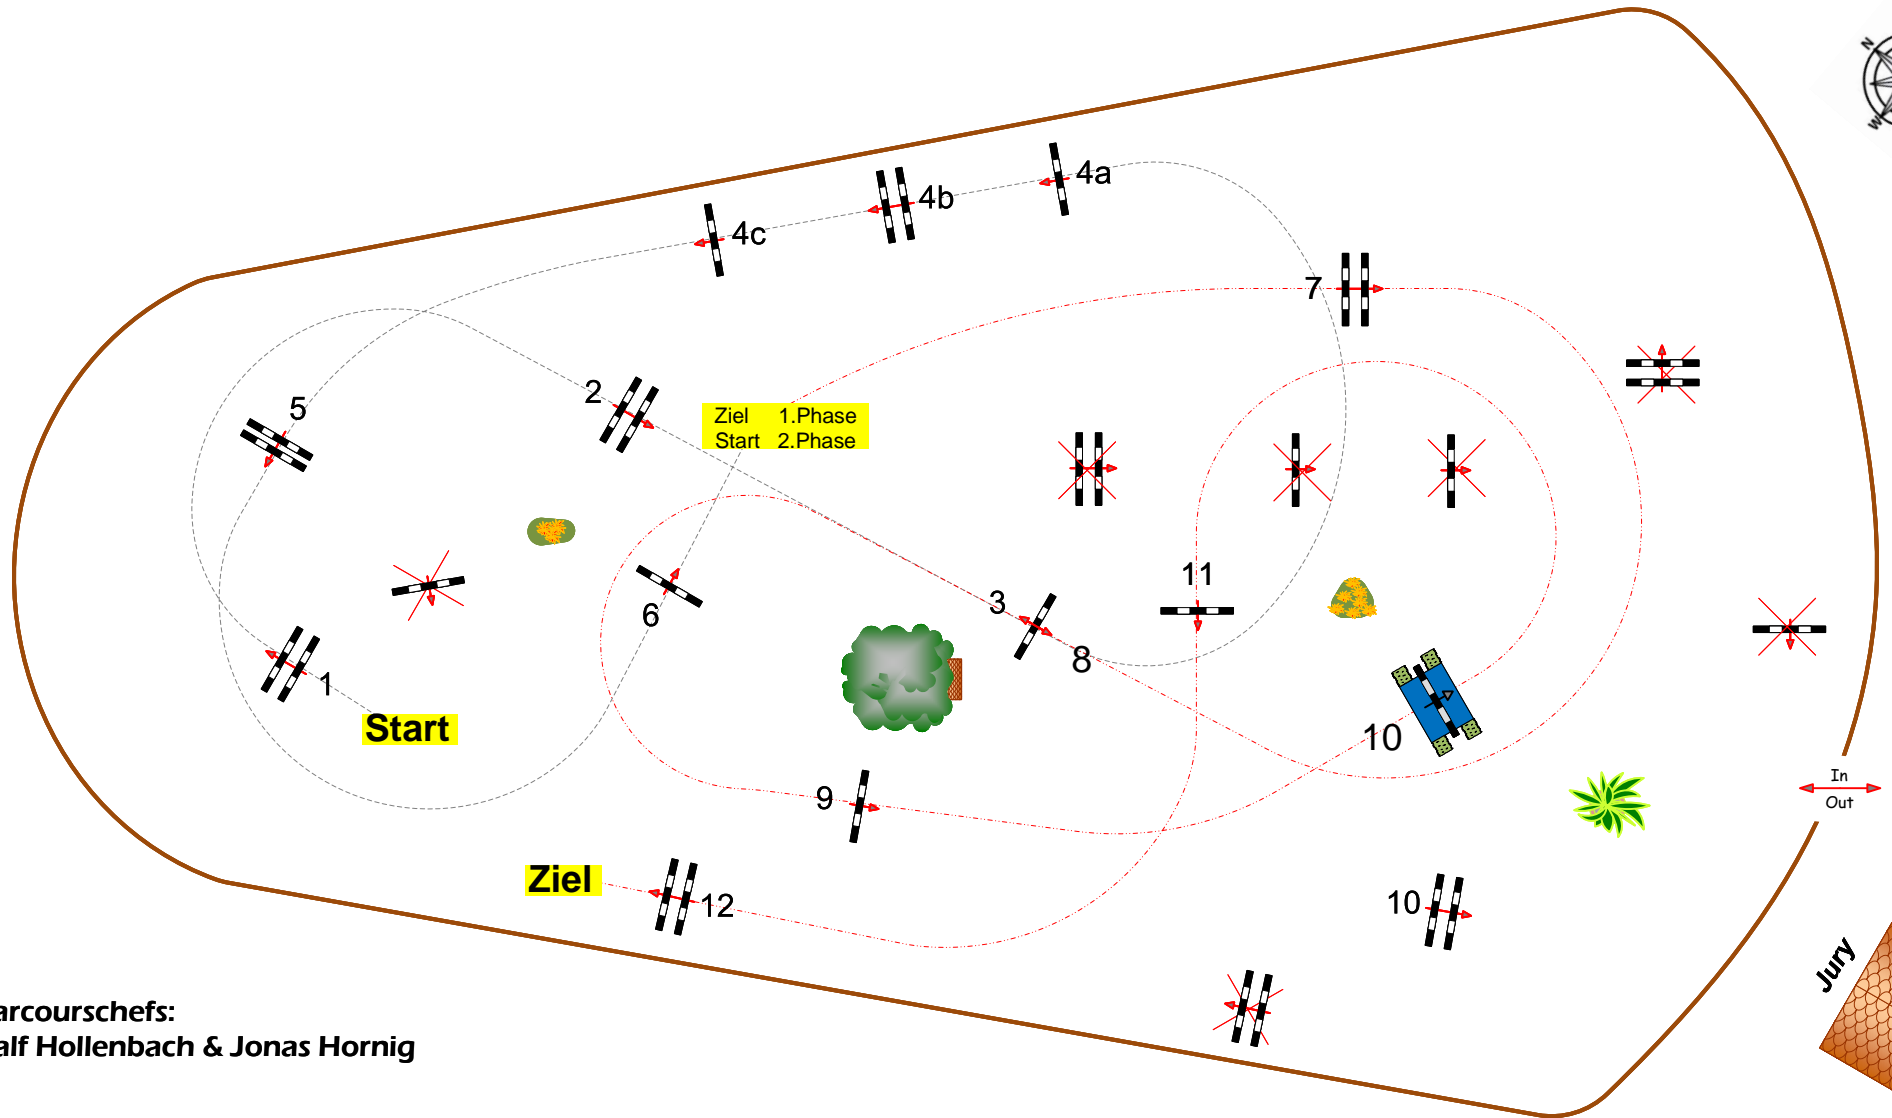 N
W
4a
4b
4c
7
2
5
Ziel 1.Phase
Start 2.Phase
11
3
6
8
1
Start
10
In
Out
9
Ziel
12
10
Jury
arcourschefs:
alf Hollenbach & Jonas Hornig